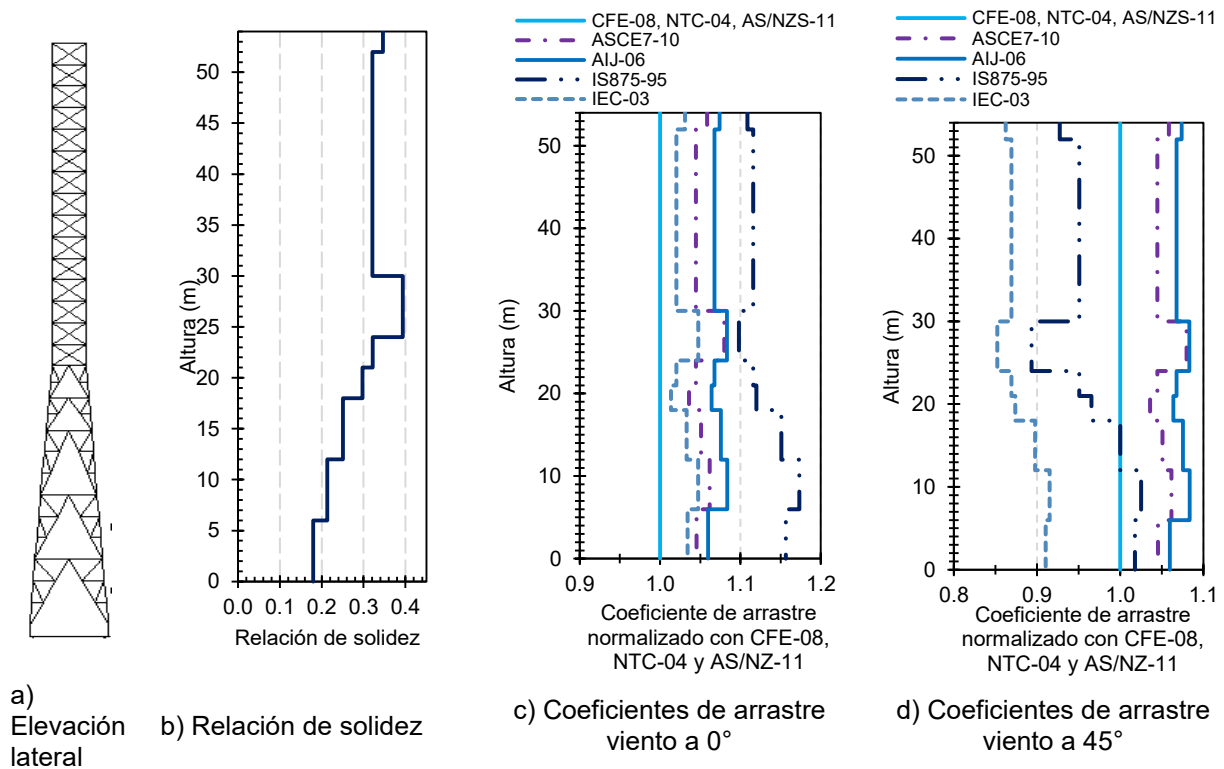 a)
Elevación
lateral
50
45
40
35
30
25
20
15
10
5
0
Altura (m)
0.0 0.1 0.2 0.3 0.4
Relación de solidez
b) Relación de solidez
CFE-08, NTC-04, AS/NZS-11
ASCE7-10
AIJ-06
IS875-95
IEC-03
50
40
30
20
10
0
Altura (m)
0.9 1.0 1.1 1.2
Coeficiente de arrastre
normalizado con CFE-08,
NTC-04 y AS/NZ-11
c) Coeficientes de arrastre
viento a 0°
CFE-08, NTC-04, AS/NZS-11
ASCE7-10
AIJ-06
IS875-95
IEC-03
50
40
30
20
10
0
Altura (m)
0.8 0.9 1.0 1.1
Coeficiente de arrastre
normalizado con CFE-08,
NTC-04 y AS/NZ-11
d) Coeficientes de arrastre
viento a 45°